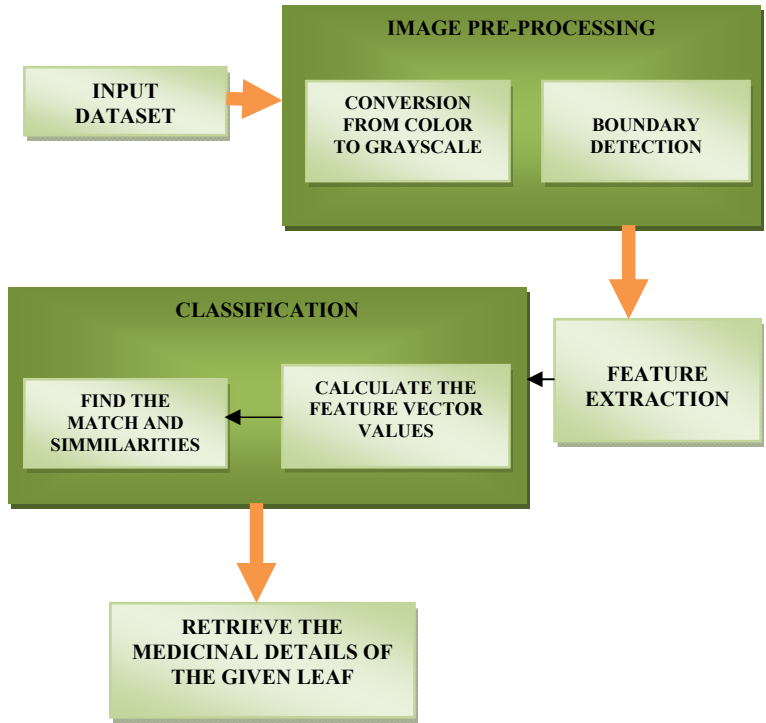 IMAGE PRE-PROCESSING
INPUT
DATASET
CONVERSION
FROM COLOR
TO GRAYSCALE
BOUNDARY
DETECTION
FEATURE
EXTRACTION
CLASSIFICATION
CALCULATE THE
FEATURE VECTOR
VALUES
FIND THE
MATCH AND
SIMMILARITIES
RETRIEVE THE
MEDICINAL DETAILS OF
THE GIVEN LEAF